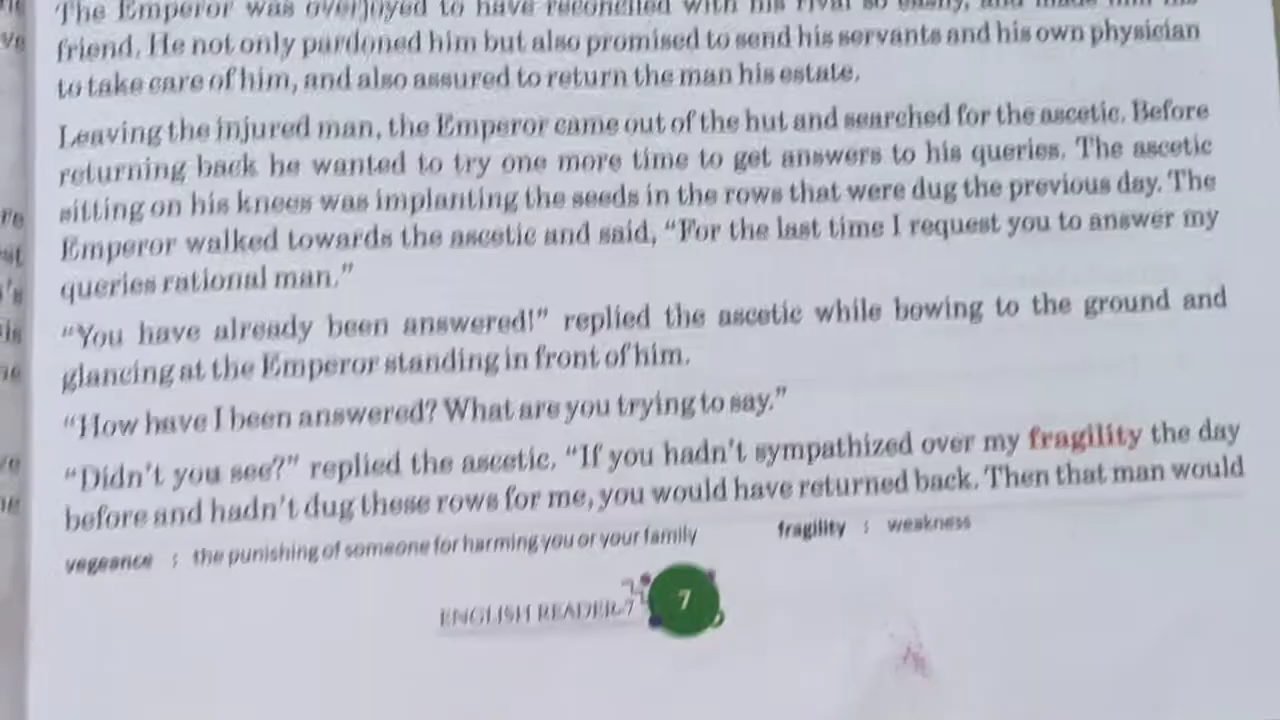 The Emperor was overjoyed to have reconciled with his rival so easily, and made him his
friend. He not only pardoned him but also promised to send his servants and his own physician
to take care of him, and also assured to return the man his estate.
Leaving the injured man, the Emperor came out of the hut and searched for the ascetic. Before
returning back he wanted to try one more time to get answers to his queries. The ascetic
sitting on his knees was implanting the seeds in the rows that were dug the previous day. The
Emperor walked towards the ascetic and said, “For the last time I request you to answer my
queries rational man.”
“You have already been answered!” replied the ascetic while bowing to the ground and
glancing at the Emperor standing in front of him.
“How have I been answered? What are you trying to say.”
“Didn't you see?” replied the ascetic. “If you hadn't sympathized over my fragility the day
before and hadn't dug these rows for me, you would have returned back. Then that man would
vegeance : the punishing of someone for harming you or your family fragility : weakness
ENGLISH READER-7 7